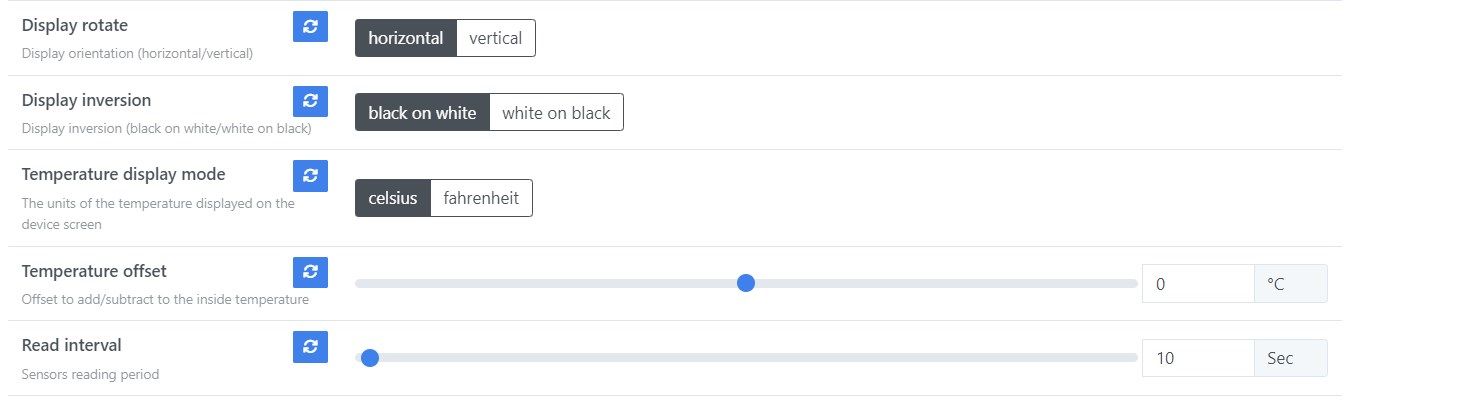 Display rotate
Display orientation (horizontal/vertical)
horizontal vertical
Display inversion
Display inversion (black on white/white on black)
black on white white on black
Temperature display mode
The units of the temperature displayed on the
device screen
celsius fahrenheit
Temperature offset
Offset to add/subtract to the inside temperature
0 °C
Read interval
Sensors reading period
10 Sec